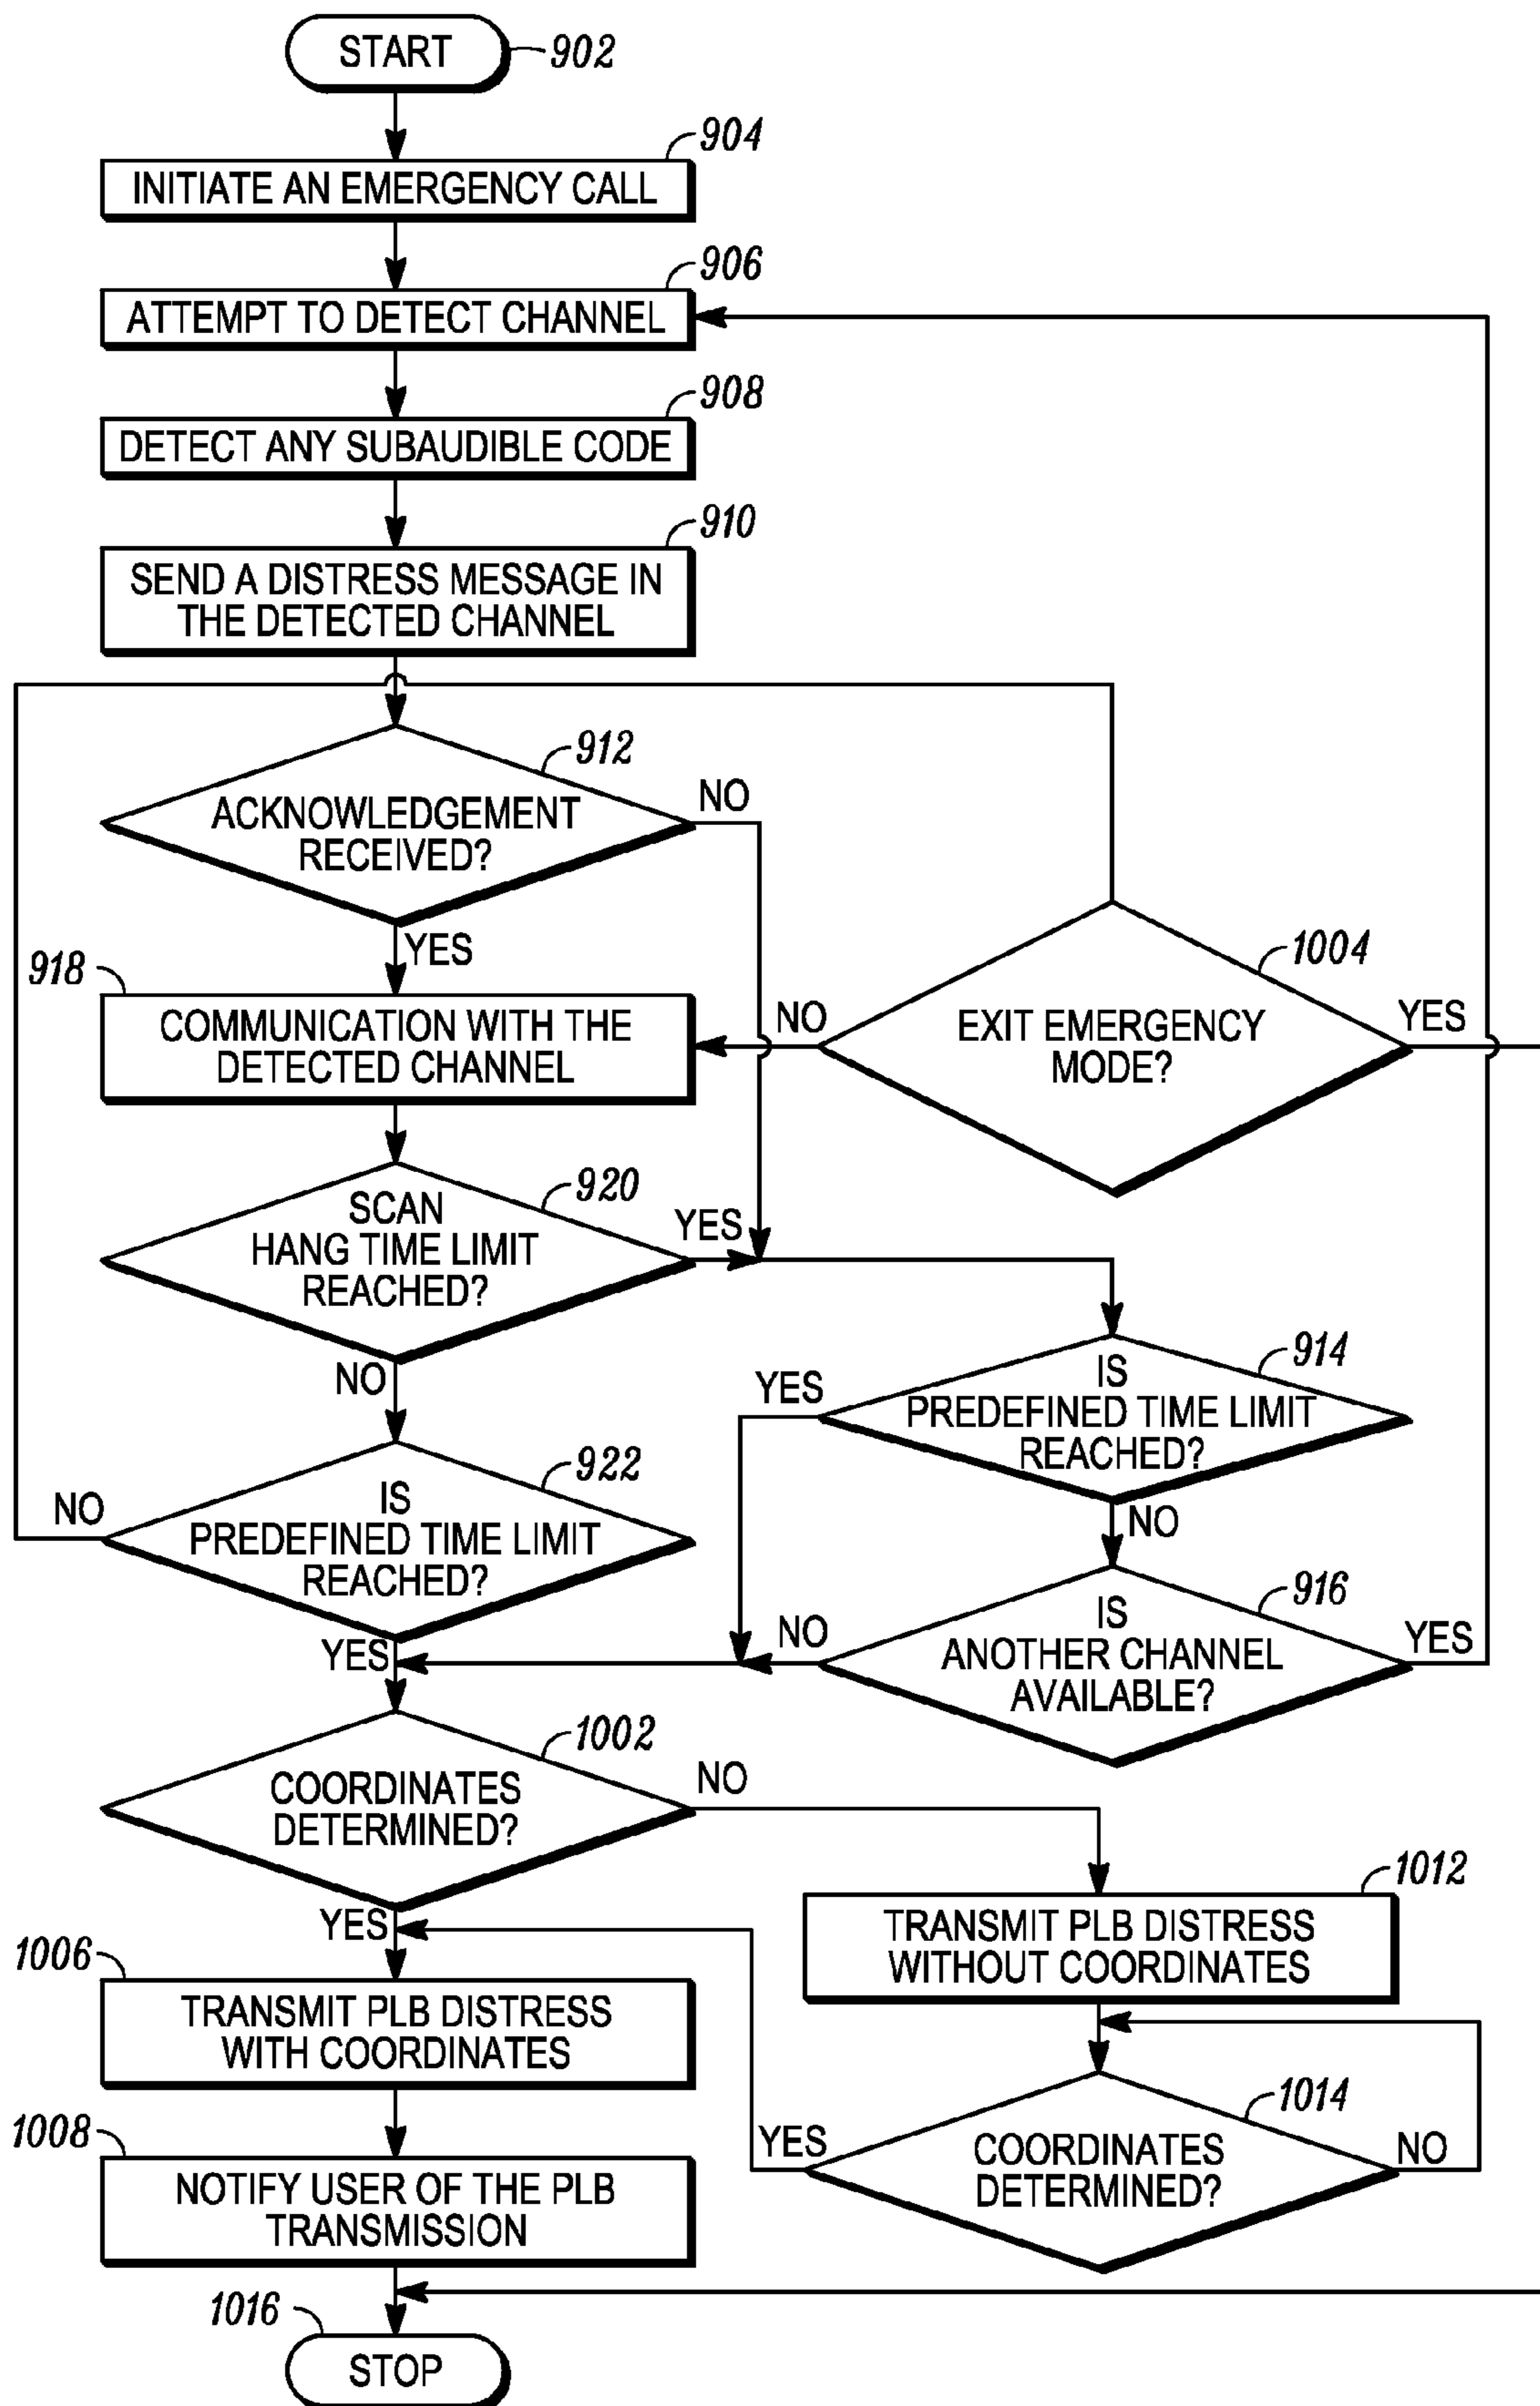 START
902
904
INITIATE AN EMERGENCY CALL
906
ATTEMPT TO DETECT CHANNEL
908
DETECT ANY SUBAUDIBLE CODE
910
SEND A DISTRESS MESSAGE IN
THE DETECTED CHANNEL
912
NO
ACKNOWLEDGEMENT
RECEIVED?
YES
918
COMMUNICATION WITH THE
DETECTED CHANNEL
NO
1004
EXIT EMERGENCY
MODE?
YES
920
SCAN
HANG TIME LIMIT
REACHED?
YES
NO
914
YES
IS
PREDEFINED TIME LIMIT
REACHED?
NO
922
NO
IS
PREDEFINED TIME LIMIT
REACHED?
YES
916
NO
IS
ANOTHER CHANNEL
AVAILABLE?
YES
1002
COORDINATES
DETERMINED?
NO
YES
1012
TRANSMIT PLB DISTRESS
WITHOUT COORDINATES
1006
TRANSMIT PLB DISTRESS
WITH COORDINATES
1014
YES
COORDINATES
DETERMINED?
NO
1008
NOTIFY USER OF THE PLB
TRANSMISSION
1016
STOP